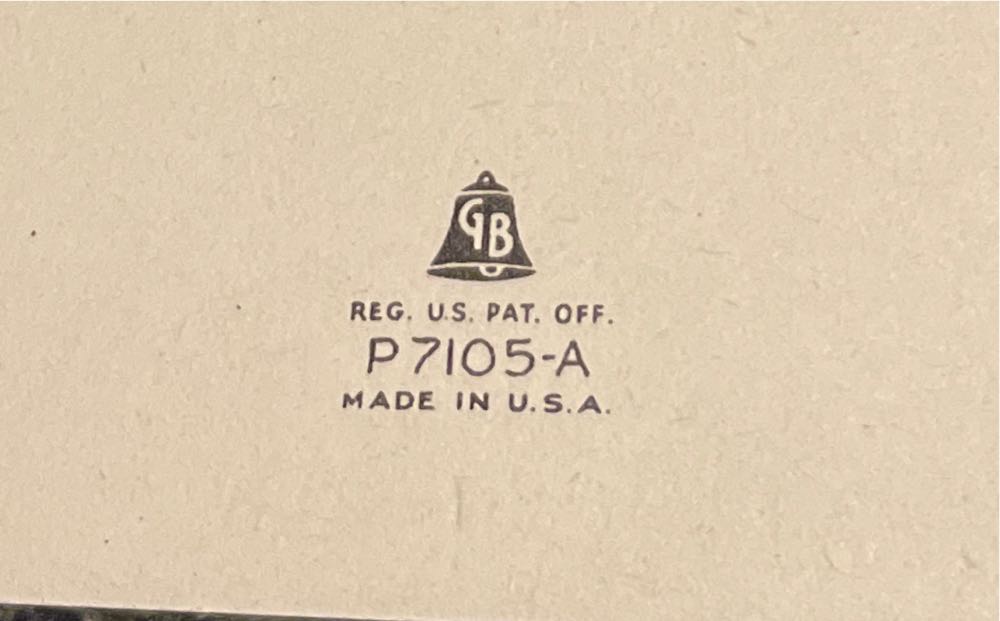 GB
REG. U.S. PAT. OFF.
P7105-A
MADE IN U.S.A.